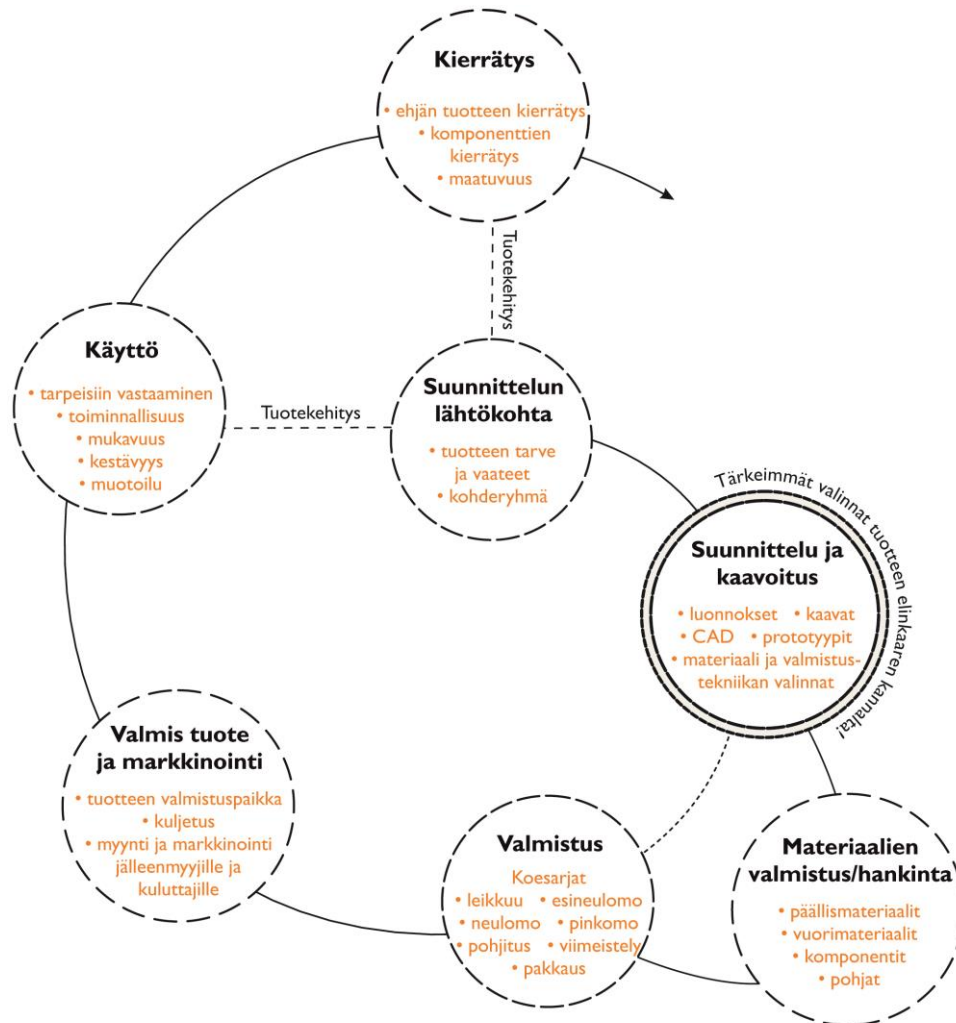 Kierrätys
• ehjän tuotteen kierrätys
• komponenttien
kierrätys
• maatuvuus
Tuotekehitys
Käyttö
• tarpeisiin vastaaminen
• toiminnallisuus
• mukavuus
• kestävyys
• muotoilu
Tuotekehitys
Suunnittelun
lähtökohta
• tuotteen tarve
ja vaateet
• kohderyhmä
Tärkeimmät valinnat tuotteen elinkaaren kannalta!
Suunnittelu ja
kaavoitus
• luonnokset • kaavat
• CAD • prototyypit
• materiaali ja valmistus-
tekniikan valinnat
Valmis tuote
ja markkinointi
• tuotteen valmistuspaikka
• kuljetus
• myynti ja markkinointi
jälleenmyyjille ja
kuluttajille
Valmistus
Koesarjat
• leikkuu • esineulomo
• neulomo • pinkomo
• pohjitus • viimeistely
• pakkaus
Materiaalien
valmistus/hankinta
• päällismateriaalit
• vuorimateriaalit
• komponentit
• pohjat